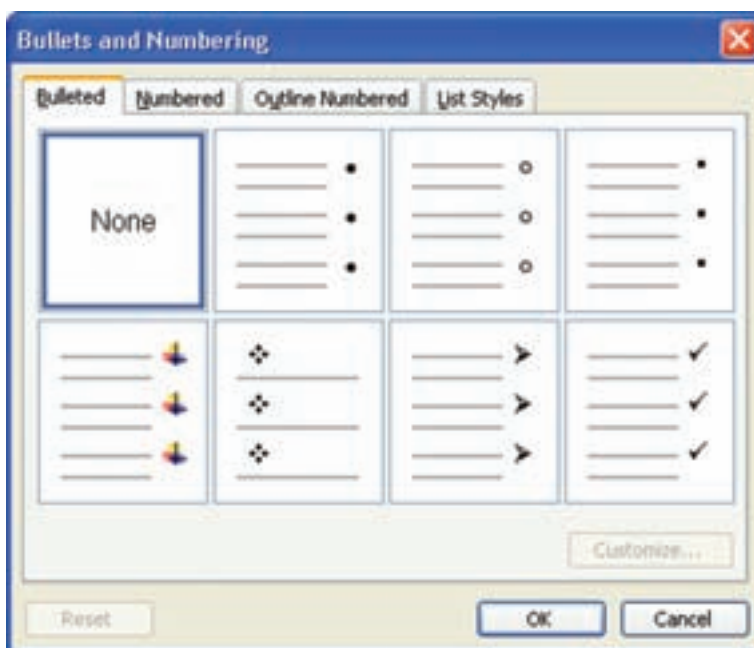 Bullets and Numbering
Bulleted Numbered Outline Numbered List Styles
None
Customize...
Reset OK Cancel